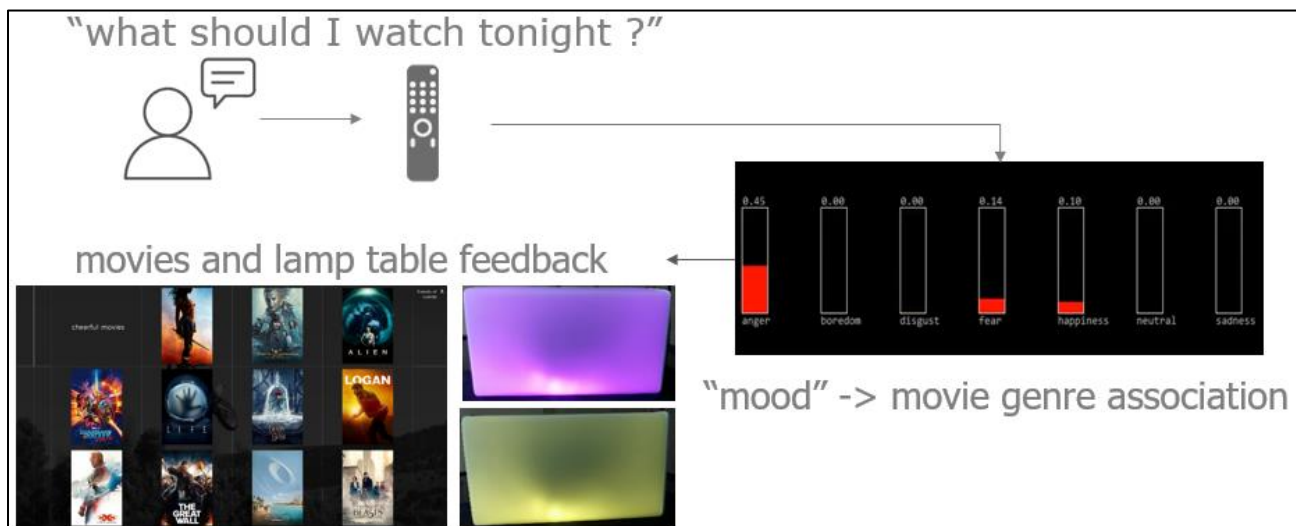 “what should I watch tonight ?”
0.45 0.00 0.00 0.14 0.10 0.00 0.00
anger boredom disgust fear happiness neutral sadness
movies and lamp table feedback
“mood” -> movie genre association
cheerful movies
ALIEN
LIFE
LOGAN
THE
GREAT
WALL
BEASTS